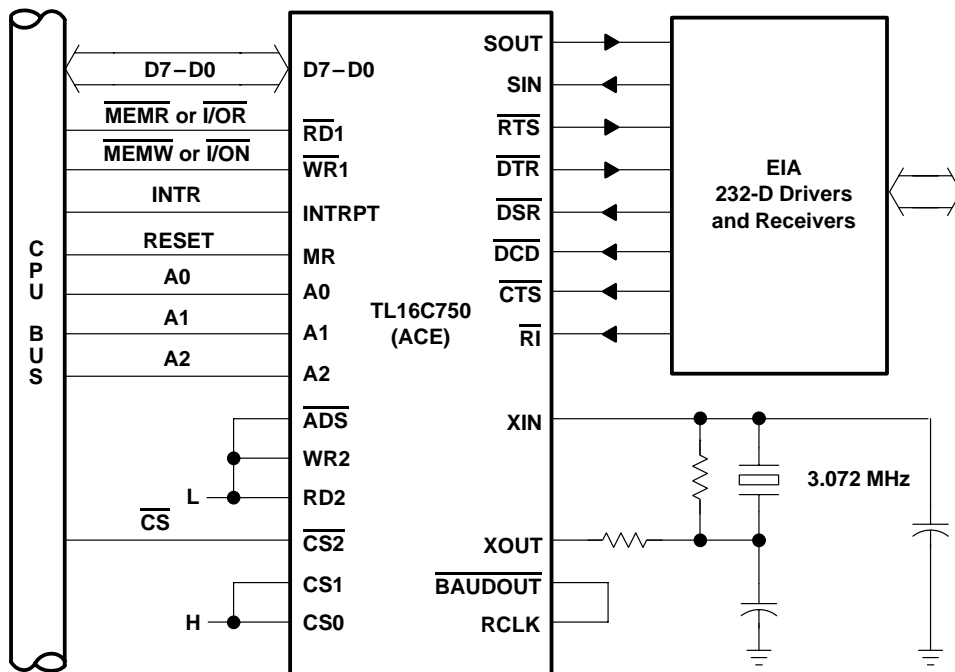 CPU BUS
D7–D0
MEMR or I/OR
MEMW or I/ON
INTR
RESET
A0
A1
A2
L
CS
H
D7–D0
RD1
WR1
INTRPT
MR
A0
A1
A2
ADS
WR2
RD2
CS2
CS1
CS0
TL16C750
(ACE)
SOUT
SIN
RTS
DTR
DSR
DCD
CTS
RI
XIN
XOUT
BAUDOUT
RCLK
EIA
232-D Drivers
and Receivers
3.072 MHz